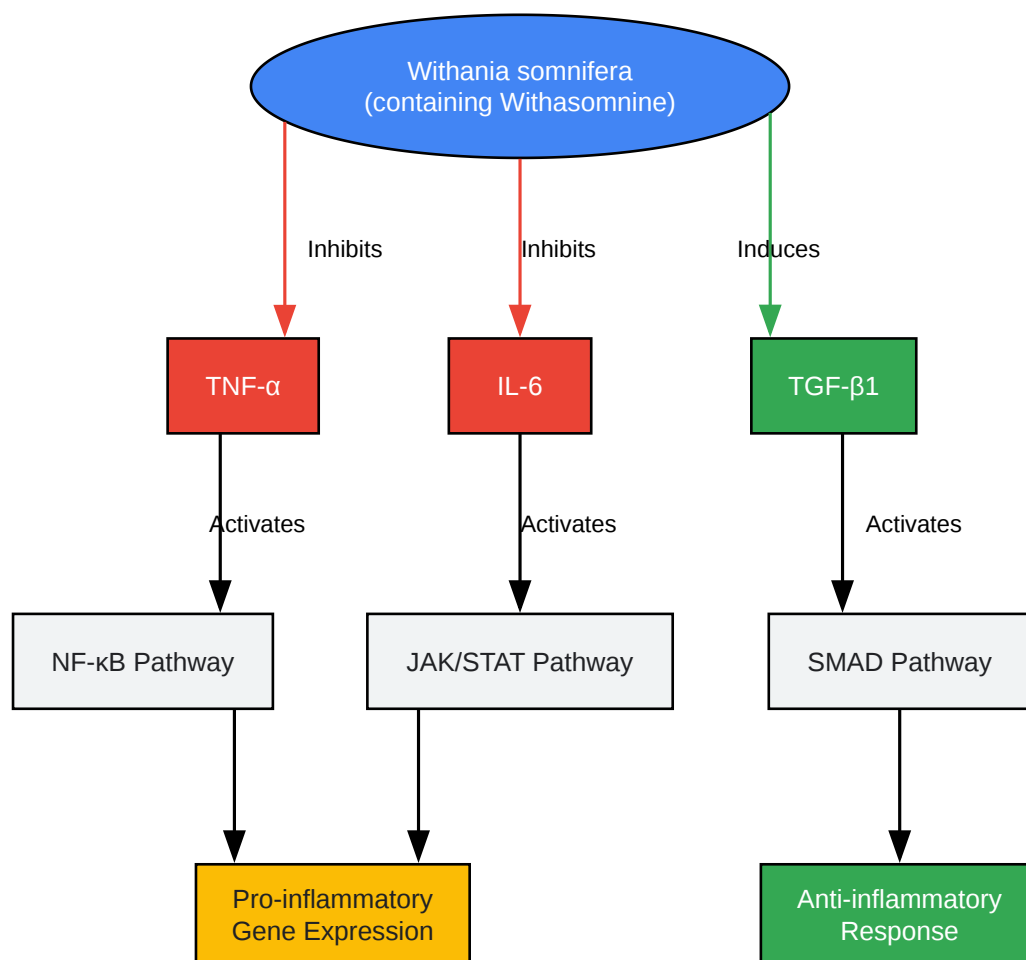 Withania somnifera
(containing Withasomnine)
Inhibits
Inhibits
Induces
TNF-α
IL-6
TGF-β1
Activates
Activates
Activates
NF-κB Pathway
JAK/STAT Pathway
SMAD Pathway
Pro-inflammatory
Gene Expression
Anti-inflammatory
Response